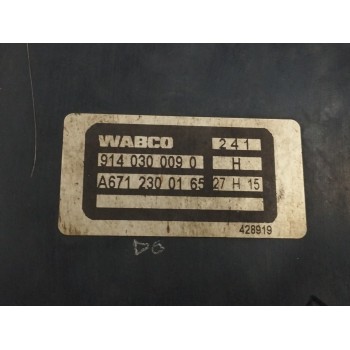 WABCO 241
914 030 009 0 H
A671 230 01 65 27 H 15
428919
DG